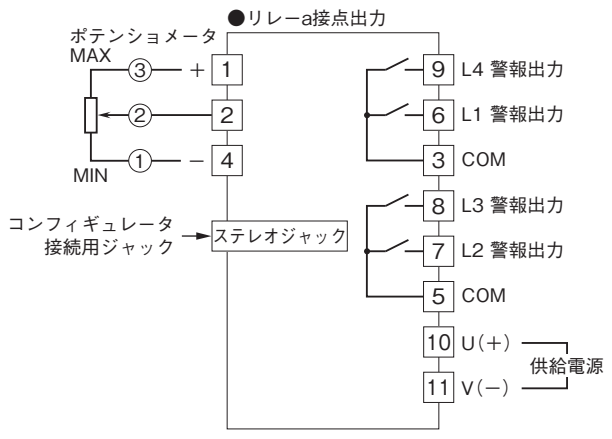 ●リレーa接点出力
ポテンショメータ
MAX
③ + 1
② 2
① − 4
MIN
コンフィギュレータ
接続用ジャック
ステレオジャック
9 L4 警報出力
6 L1 警報出力
3 COM
8 L3 警報出力
7 L2 警報出力
5 COM
10 U(+)
11 V(−)
供給電源